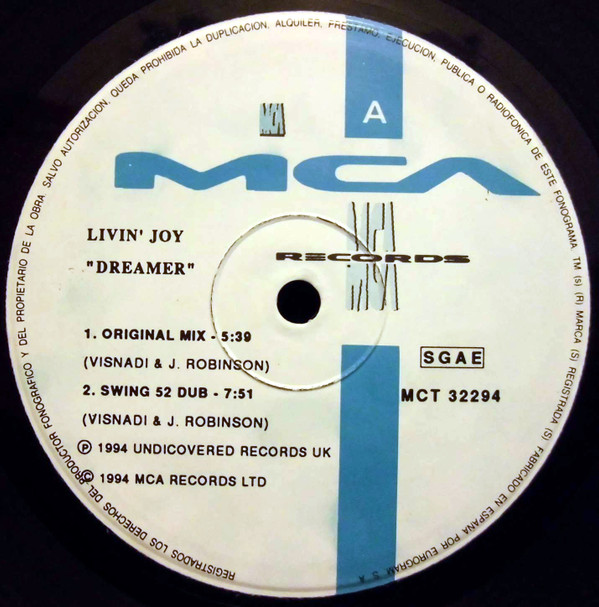 REGISTRADOS LOS DERECHOS DEL PRODUCTOR FONOGRAFICO Y DEL PROPIETARIO DE LA OBRA. SALVO AUTORIZACION, QUEDA PROHIBIDA LA DUPLICACION, ALQUILER, PRESTAMO, EJECUCION, PUBLICA O RADIOFONICA DE ESTE FONOGRAMA. TM (s) (R) MARCA (S) REGISTRADA (S) FABRICADO EN ESPAÑA POR EUROGRAM S A
A
MCA
MCA
RECORDS
LIVIN' JOY
"DREAMER"
1. ORIGINAL MIX - 5:39
(VISNADI & J. ROBINSON)
2. SWING 52 DUB - 7:51
(VISNADI & J. ROBINSON)
℗ 1994 UNDICOVERED RECORDS UK
© 1994 MCA RECORDS LTD
SGAE
MCT 32294